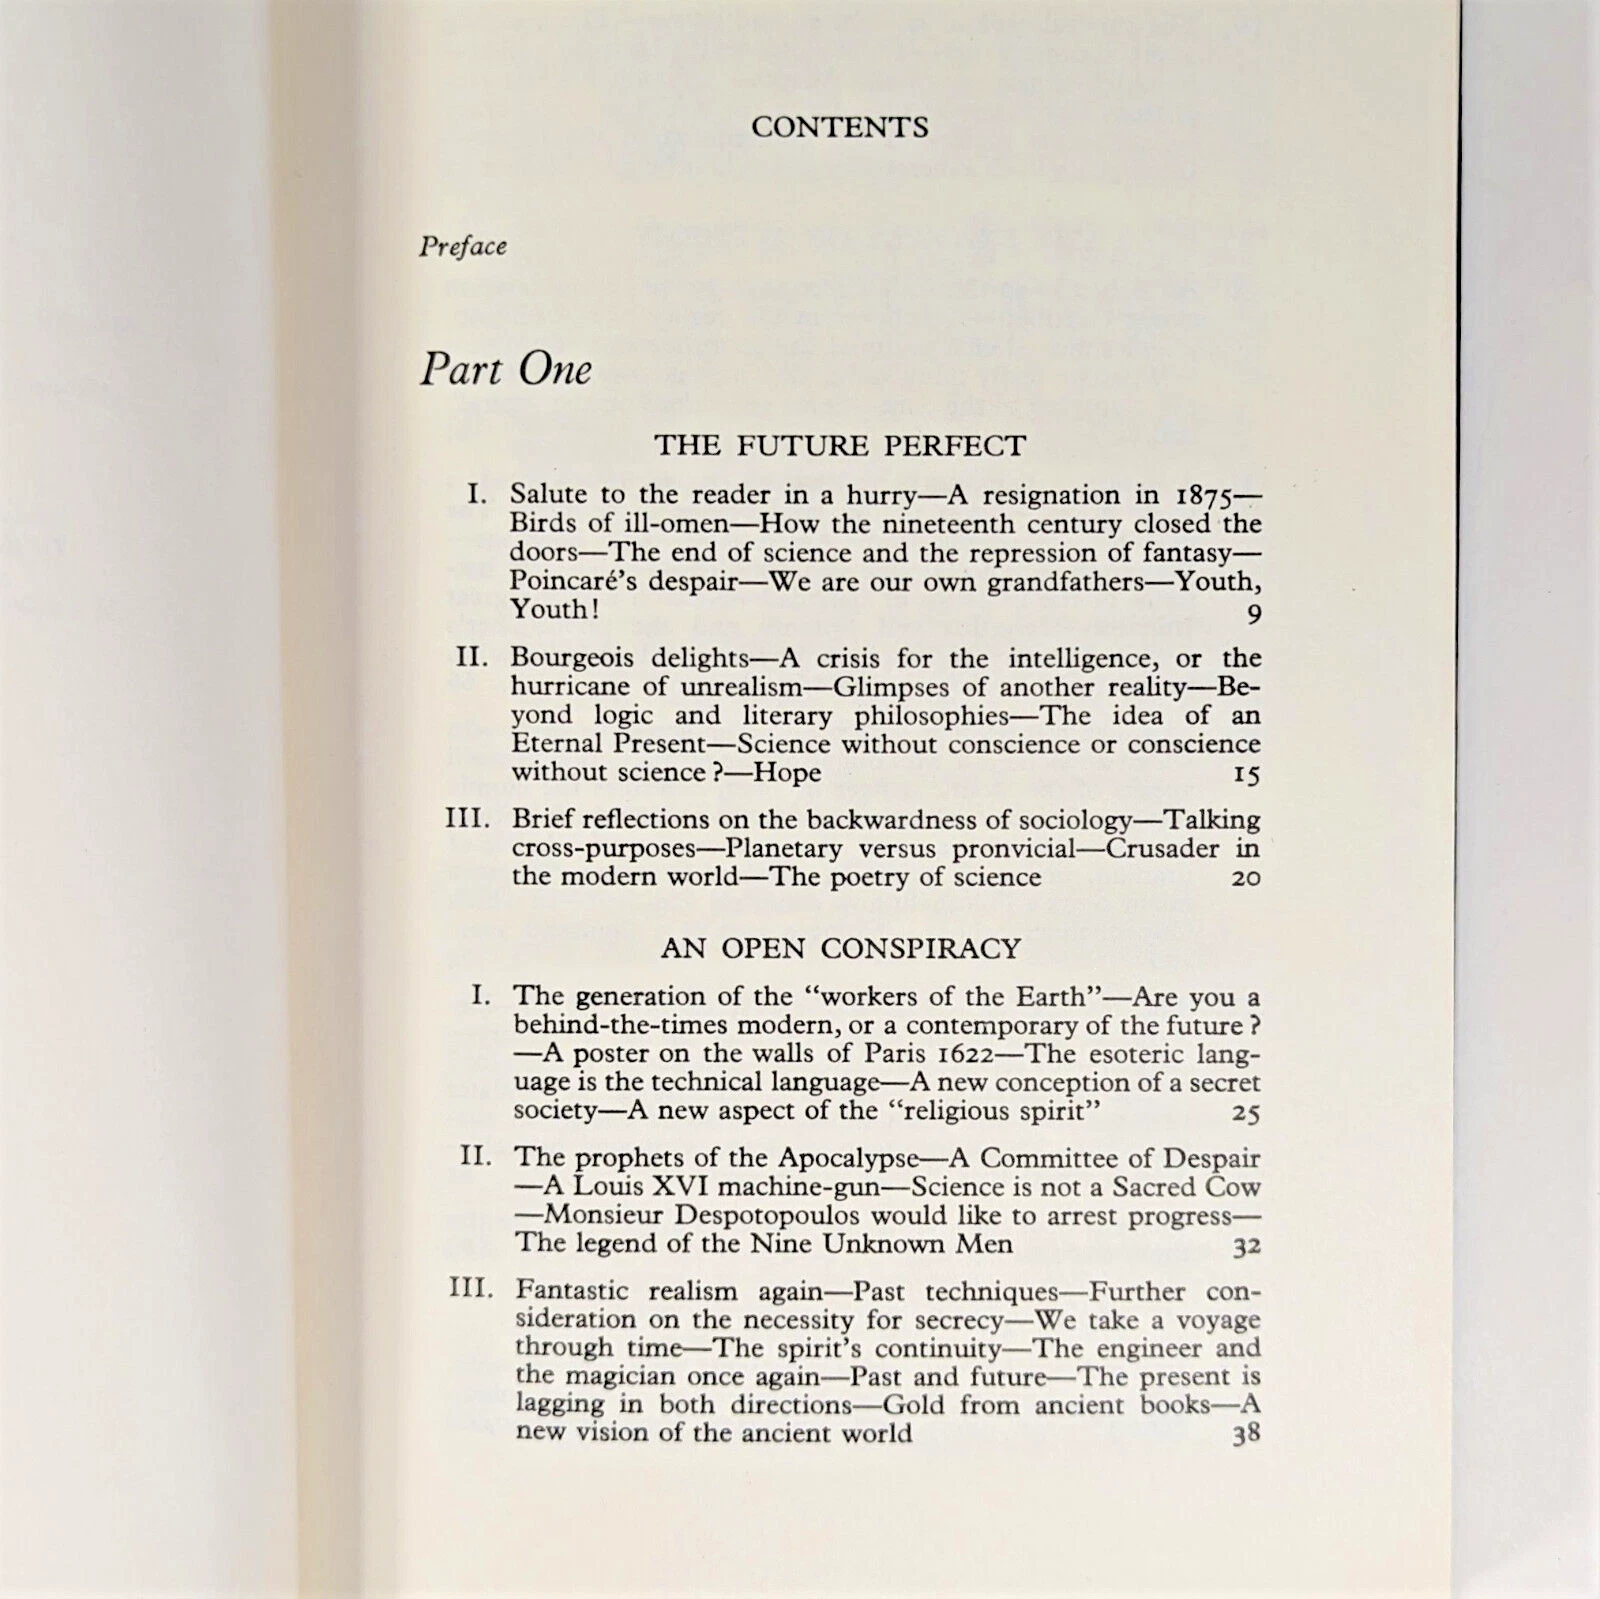 CONTENTS
Preface
Part One
THE FUTURE PERFECT
I. Salute to the reader in a hurry—A resignation in 1875—
Birds of ill-omen—How the nineteenth century closed the
doors—The end of science and the repression of fantasy—
Poincaré's despair—We are our own grandfathers—Youth,
Youth! 9
II. Bourgeois delights—A crisis for the intelligence, or the
hurricane of unrealism—Glimpses of another reality—Be-
yond logic and literary philosophies—The idea of an
Eternal Present—Science without conscience or conscience
without science?—Hope 15
III. Brief reflections on the backwardness of sociology—Talking
cross-purposes—Planetary versus pronvicial—Crusader in
the modern world—The poetry of science 20
AN OPEN CONSPIRACY
I. The generation of the “workers of the Earth”—Are you a
behind-the-times modern, or a contemporary of the future?
—A poster on the walls of Paris 1622—The esoteric lang-
uage is the technical language—A new conception of a secret
society—A new aspect of the “religious spirit” 25
II. The prophets of the Apocalypse—A Committee of Despair
—A Louis XVI machine-gun—Science is not a Sacred Cow
—Monsieur Despotopoulos would like to arrest progress—
The legend of the Nine Unknown Men 32
III. Fantastic realism again—Past techniques—Further con-
sideration on the necessity for secrecy—We take a voyage
through time—The spirit's continuity—The engineer and
the magician once again—Past and future—The present is
lagging in both directions—Gold from ancient books—A
new vision of the ancient world 38